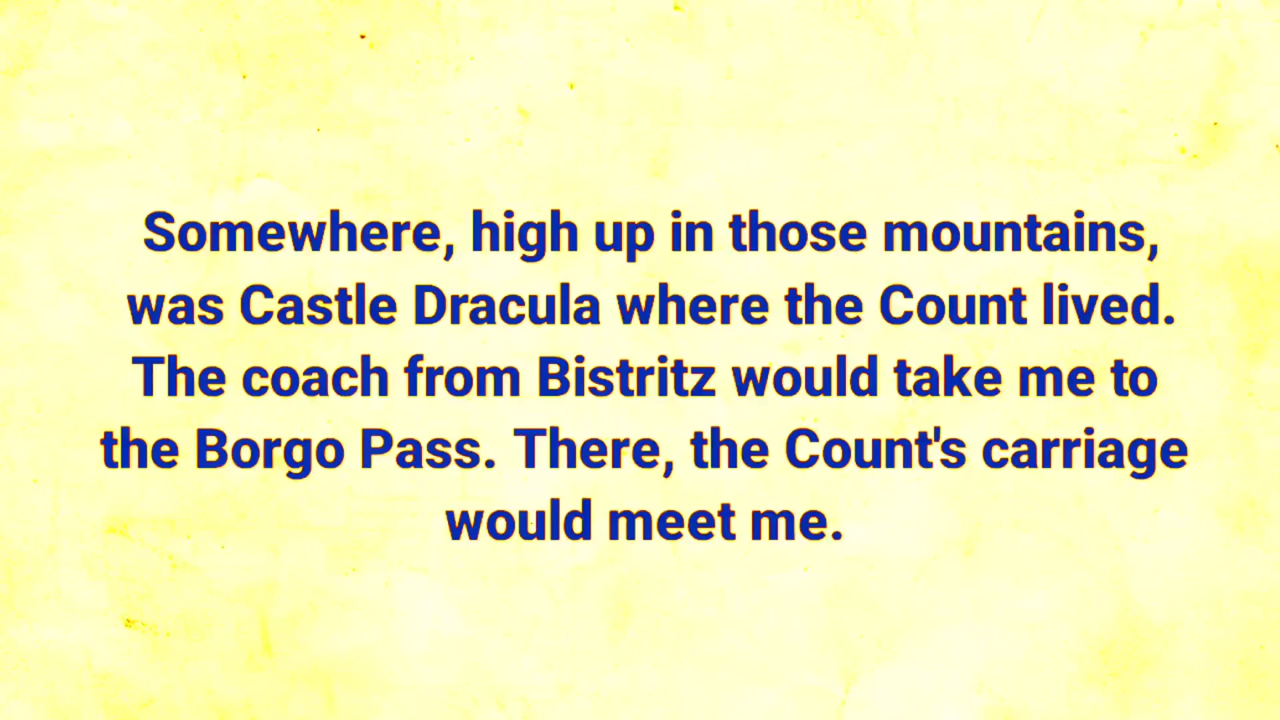 Somewhere, high up in those mountains,
was Castle Dracula where the Count lived.
The coach from Bistritz would take me to
the Borgo Pass. There, the Count's carriage
would meet me.